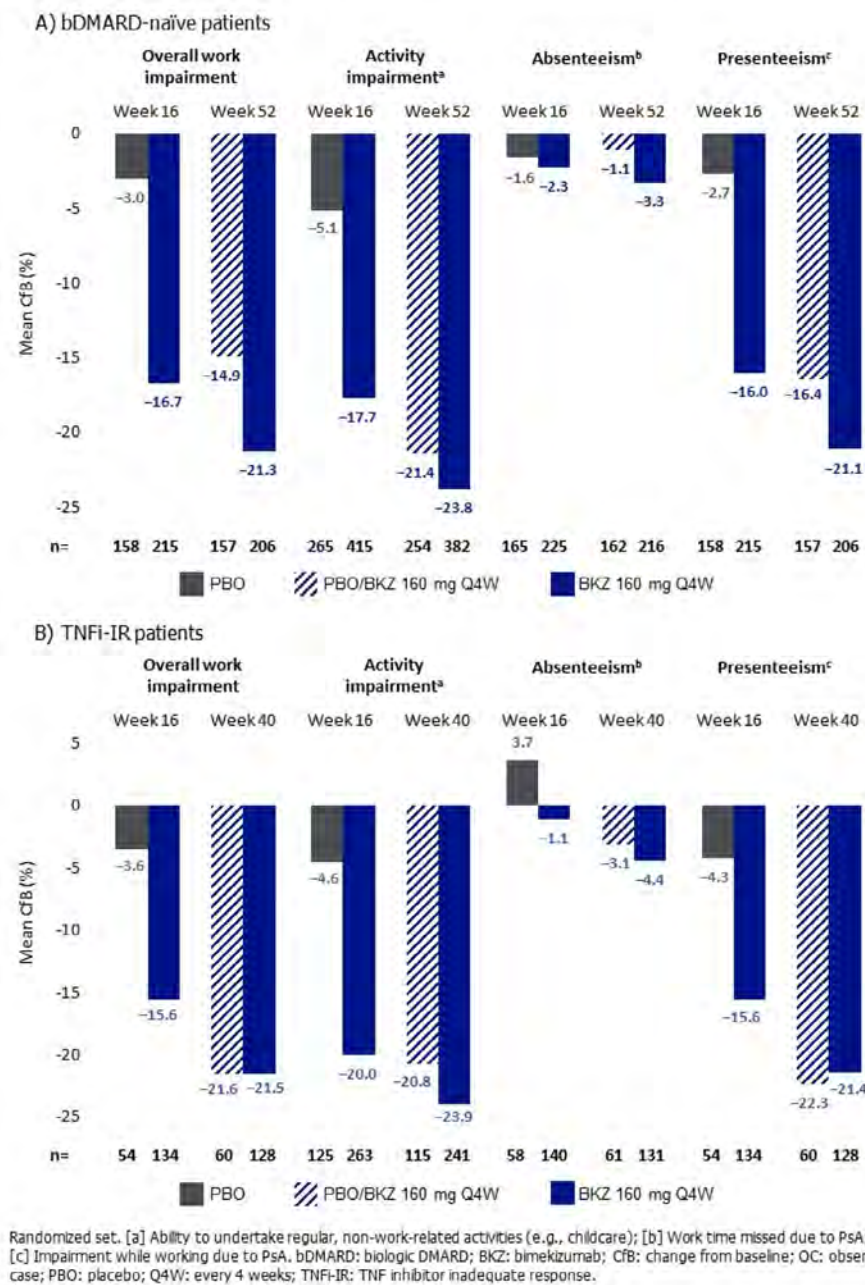 A) bDMARD-naïve patients
Overall work impairment
Activity impairmentᵃ
Absenteeismᵇ
Presenteeismᶜ
Week 16 Week 52 Week 16 Week 52 Week 16 Week 52 Week 16 Week 52
Mean CfB (%)
0
-5
-10
-15
-20
-25
−3.0 −16.7 −14.9 −21.3
−5.1 −17.7 −21.4 −23.8
−1.6 −2.3 −1.1 −3.3
−2.7 −16.0 −16.4 −21.1
n= 158 215 157 206 265 415 254 382 165 225 162 216 158 215 157 206
PBO PBO/BKZ 160 mg Q4W BKZ 160 mg Q4W
B) TNFi-IR patients
Overall work impairment
Activity impairmentᵃ
Absenteeismᵇ
Presenteeismᶜ
Week 16 Week 40 Week 16 Week 40 Week 16 Week 40 Week 16 Week 40
Mean CfB (%)
5
0
-5
-10
-15
-20
-25
−3.6 −15.6 −21.6 −21.5
−4.6 −20.0 −20.8 −23.9
3.7 −1.1 −3.1 −4.4
−4.3 −15.6 −22.3 −21.4
n= 54 134 60 128 125 263 115 241 58 140 61 131 54 134 60 128
PBO PBO/BKZ 160 mg Q4W BKZ 160 mg Q4W
Randomized set. [a] Ability to undertake regular, non-work-related activities (e.g., childcare); [b] Work time missed due to PsA
[c] Impairment while working due to PsA. bDMARD: biologic DMARD; BKZ: bimekizumab; CfB: change from baseline; OC: obser
case; PBO: placebo; Q4W: every 4 weeks; TNFi-IR: TNF inhibitor inadequate response.